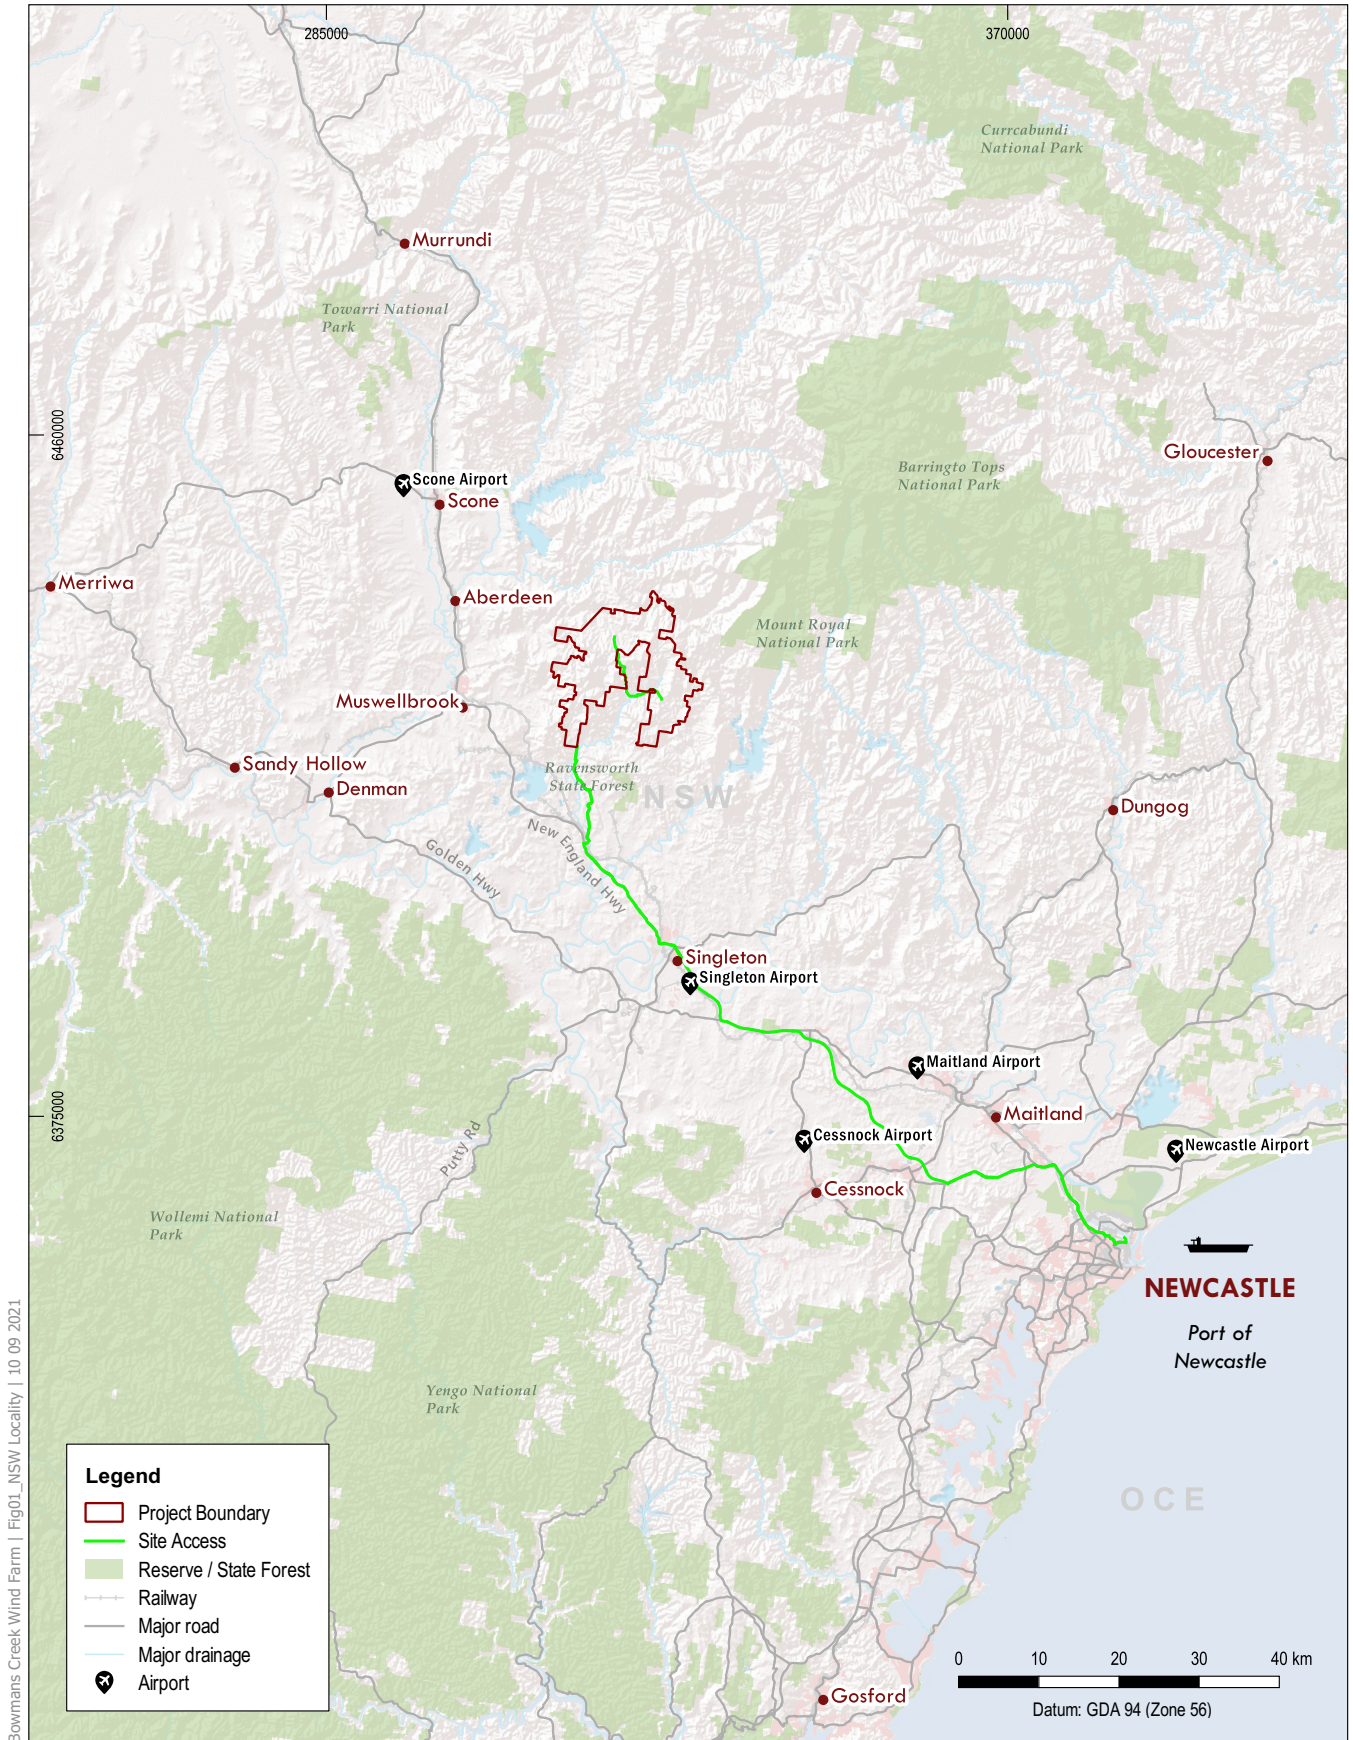 285000
370000
Currcabundi
National Park
Murrundi
Towarri National
Park
6460000
Gloucester
Barringto Tops
National Park
Scone Airport
Scone
Merriwa
Aberdeen
Mount Royal
National Park
Muswellbrook
Sandy Hollow
Ravensworth
State Forest
Denman
NSW
Dungog
New England Hwy
Golden Hwy
Singleton
Singleton Airport
Maitland Airport
6375000
Maitland
Cessnock Airport
Newcastle Airport
Putty Rd
Cessnock
Wollemi National
Park
NEWCASTLE
Port of
Newcastle
Yengo National
Park
OCE
Legend
Project Boundary
Site Access
Reserve / State Forest
Railway
Major road
Major drainage
Airport
0 10 20 30 40 km
Datum: GDA 94 (Zone 56)
Gosford
Bowmans Creek Wind Farm | Fig01_NSW Locality | 10 09 2021